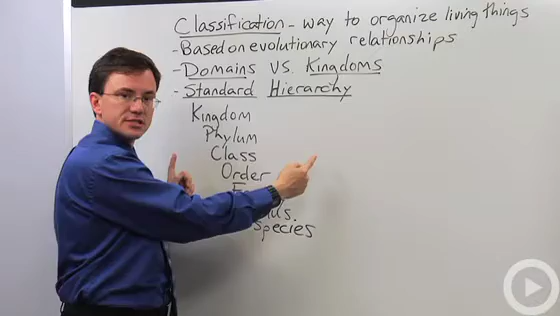 Classification - way to organize living things
- Based on evolutionary relationships
- Domains vs. Kingdoms
- Standard Hierarchy
Kingdom
Phylum
Class
Order
species